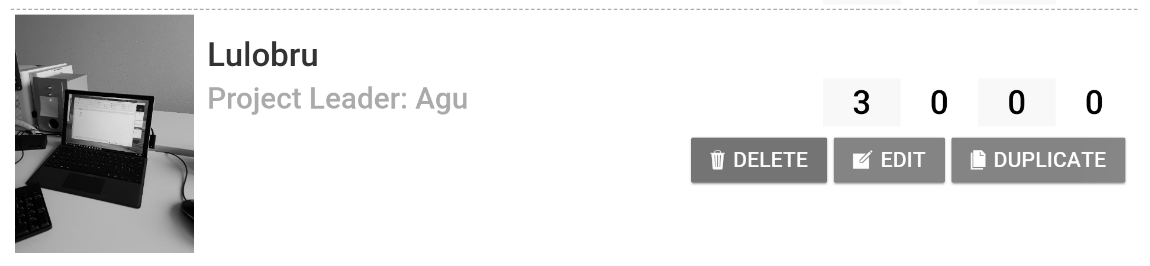 Lulobru
Project Leader: Agu
3 0 0 0
DELETE EDIT DUPLICATE